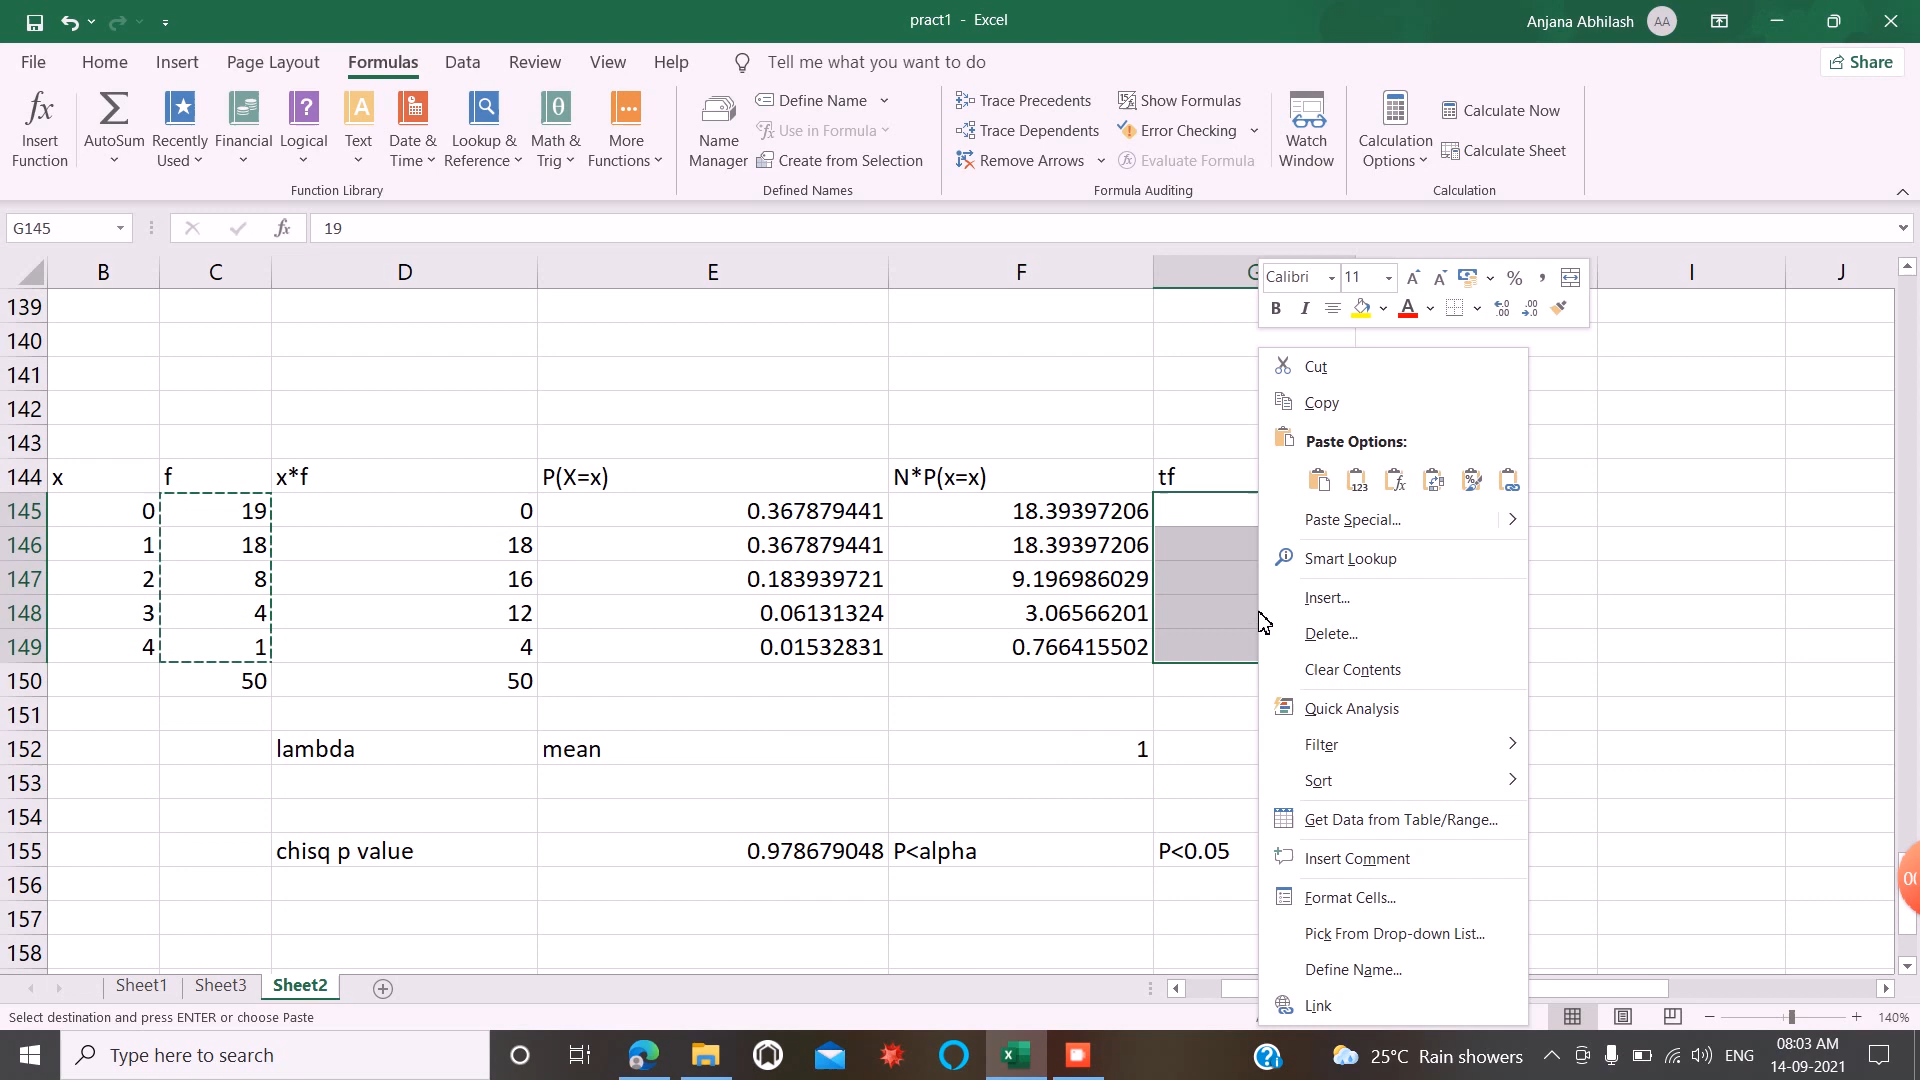 pract1 - Excel
Anjana Abhilash AA
File Home Insert Page Layout Formulas Data Review View Help Tell me what you want to do Share
Insert Function
AutoSum
Recently Used
Financial
Logical
Text
Date & Time
Lookup & Reference
Math & Trig
More Functions
Function Library
Name Manager
Define Name
Use in Formula
Create from Selection
Defined Names
Trace Precedents
Trace Dependents
Remove Arrows
Show Formulas
Error Checking
Evaluate Formula
Formula Auditing
Watch Window
Calculation Options
Calculate Now
Calculate Sheet
Calculation
G145 fx 19
B C D E F G I J
Calibri 11
139
140
141
142
143
144 x f x*f P(X=x) N*P(x=x) tf
145 0 19 0 0.367879441 18.39397206
146 1 18 18 0.367879441 18.39397206
147 2 8 16 0.183939721 9.196986029
148 3 4 12 0.06131324 3.06566201
149 4 1 4 0.01532831 0.766415502
150 50 50
151
152 lambda mean 1
153
154
155 chisq p value 0.978679048 P<alpha P<0.05
156
157
158
Cut
Copy
Paste Options:
Paste Special...
Smart Lookup
Insert...
Delete...
Clear Contents
Quick Analysis
Filter
Sort
Get Data from Table/Range...
Insert Comment
Format Cells...
Pick From Drop-down List...
Define Name...
Link
Sheet1 Sheet3 Sheet2
Select destination and press ENTER or choose Paste
140%
Type here to search
25°C Rain showers
ENG
08:03 AM
14-09-2021